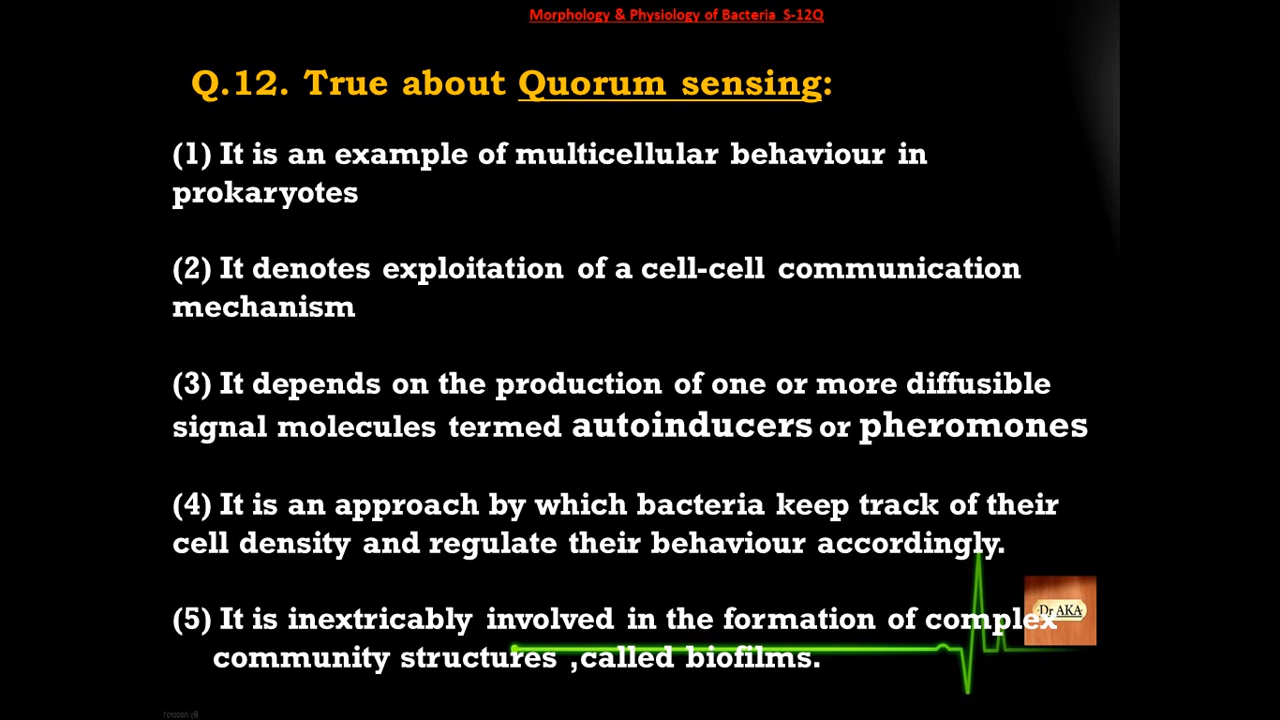 Morphology & Physiology of Bacteria S-12Q
Q.12. True about Quorum sensing:
(1) It is an example of multicellular behaviour in
prokaryotes
(2) It denotes exploitation of a cell-cell communication
mechanism
(3) It depends on the production of one or more diffusible
signal molecules termed autoinducers or pheromones
(4) It is an approach by which bacteria keep track of their
cell density and regulate their behaviour accordingly.
(5) It is inextricably involved in the formation of complex
community structures ,called biofilms.
Dr AKA